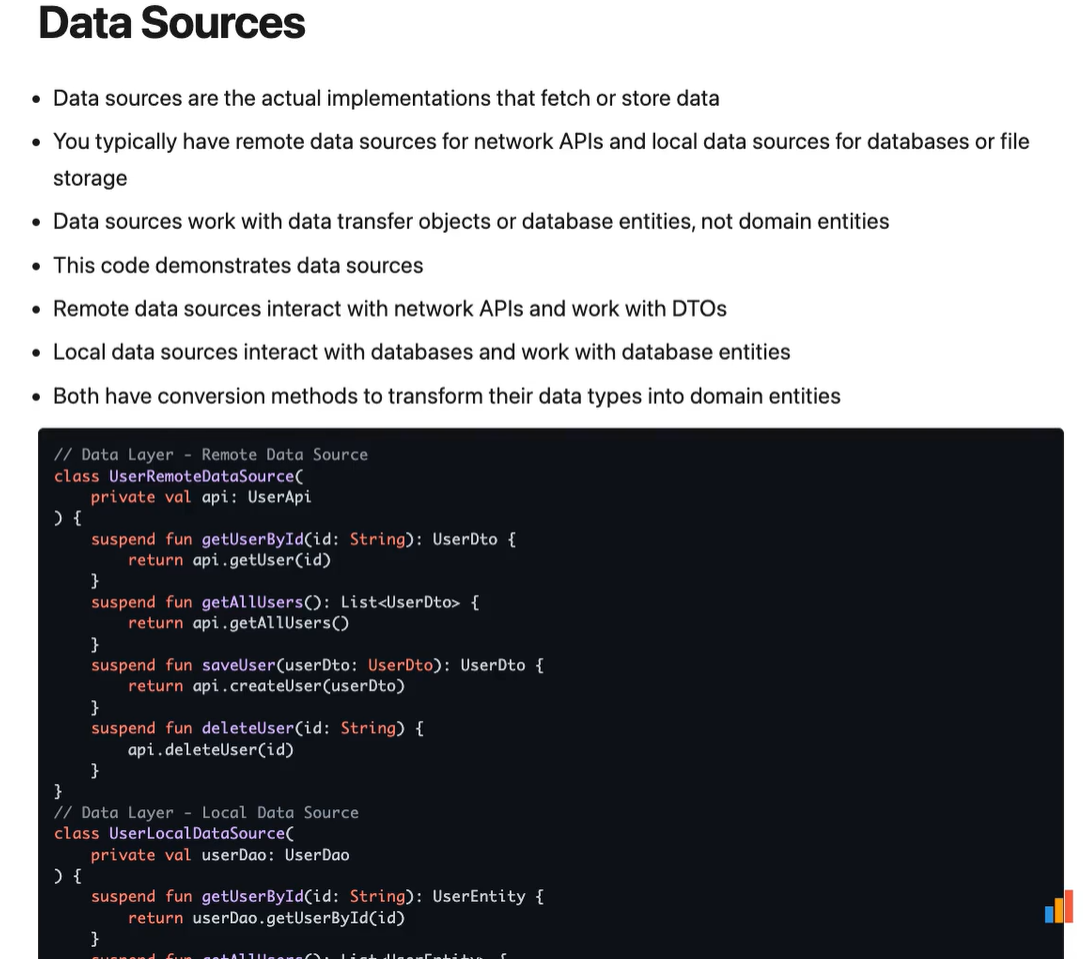 Data Sources
• Data sources are the actual implementations that fetch or store data
• You typically have remote data sources for network APIs and local data sources for databases or file
storage
• Data sources work with data transfer objects or database entities, not domain entities
• This code demonstrates data sources
• Remote data sources interact with network APIs and work with DTOs
• Local data sources interact with databases and work with database entities
• Both have conversion methods to transform their data types into domain entities
// Data Layer - Remote Data Source
class UserRemoteDataSource(
    private val api: UserApi
) {
    suspend fun getUserById(id: String): UserDto {
        return api.getUser(id)
    }
    suspend fun getAllUsers(): List<UserDto> {
        return api.getAllUsers()
    }
    suspend fun saveUser(userDto: UserDto): UserDto {
        return api.createUser(userDto)
    }
    suspend fun deleteUser(id: String) {
        api.deleteUser(id)
    }
}
// Data Layer - Local Data Source
class UserLocalDataSource(
    private val userDao: UserDao
) {
    suspend fun getUserById(id: String): UserEntity {
        return userDao.getUserById(id)
    }
    suspend fun getAllUsers(): List<UserEntity> {